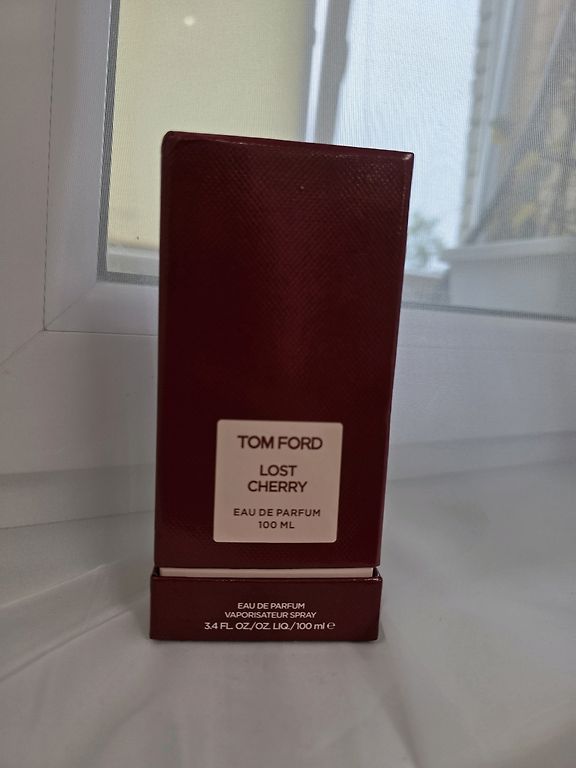 TOM FORD
LOST
CHERRY
EAU DE PARFUM
100 ML
EAU DE PARFUM
VAPORISATEUR SPRAY
3.4 FL. OZ./OZ. LIQ./100 ml ℮